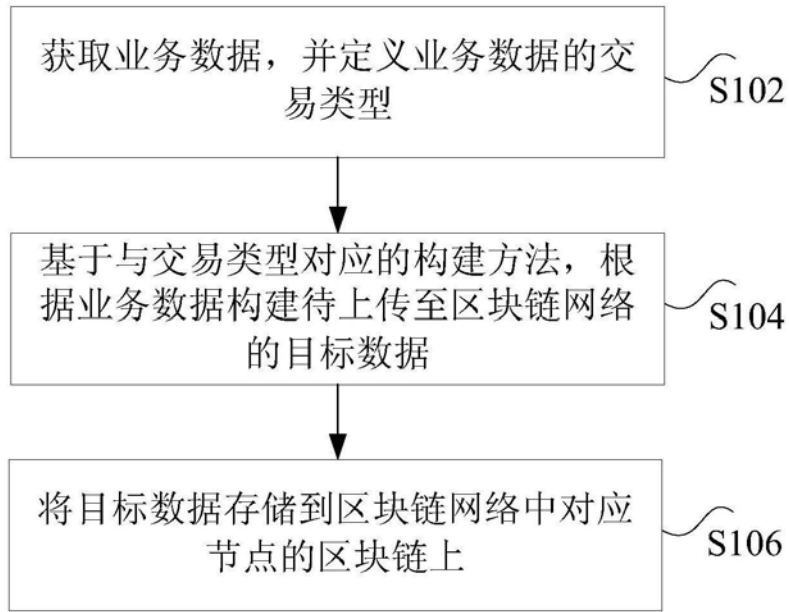 获取业务数据，并定义业务数据的交
易类型
S102
基于与交易类型对应的构建方法，根
据业务数据构建待上传至区块链网络
的目标数据
S104
将目标数据存储到区块链网络中对应
节点的区块链上
S106